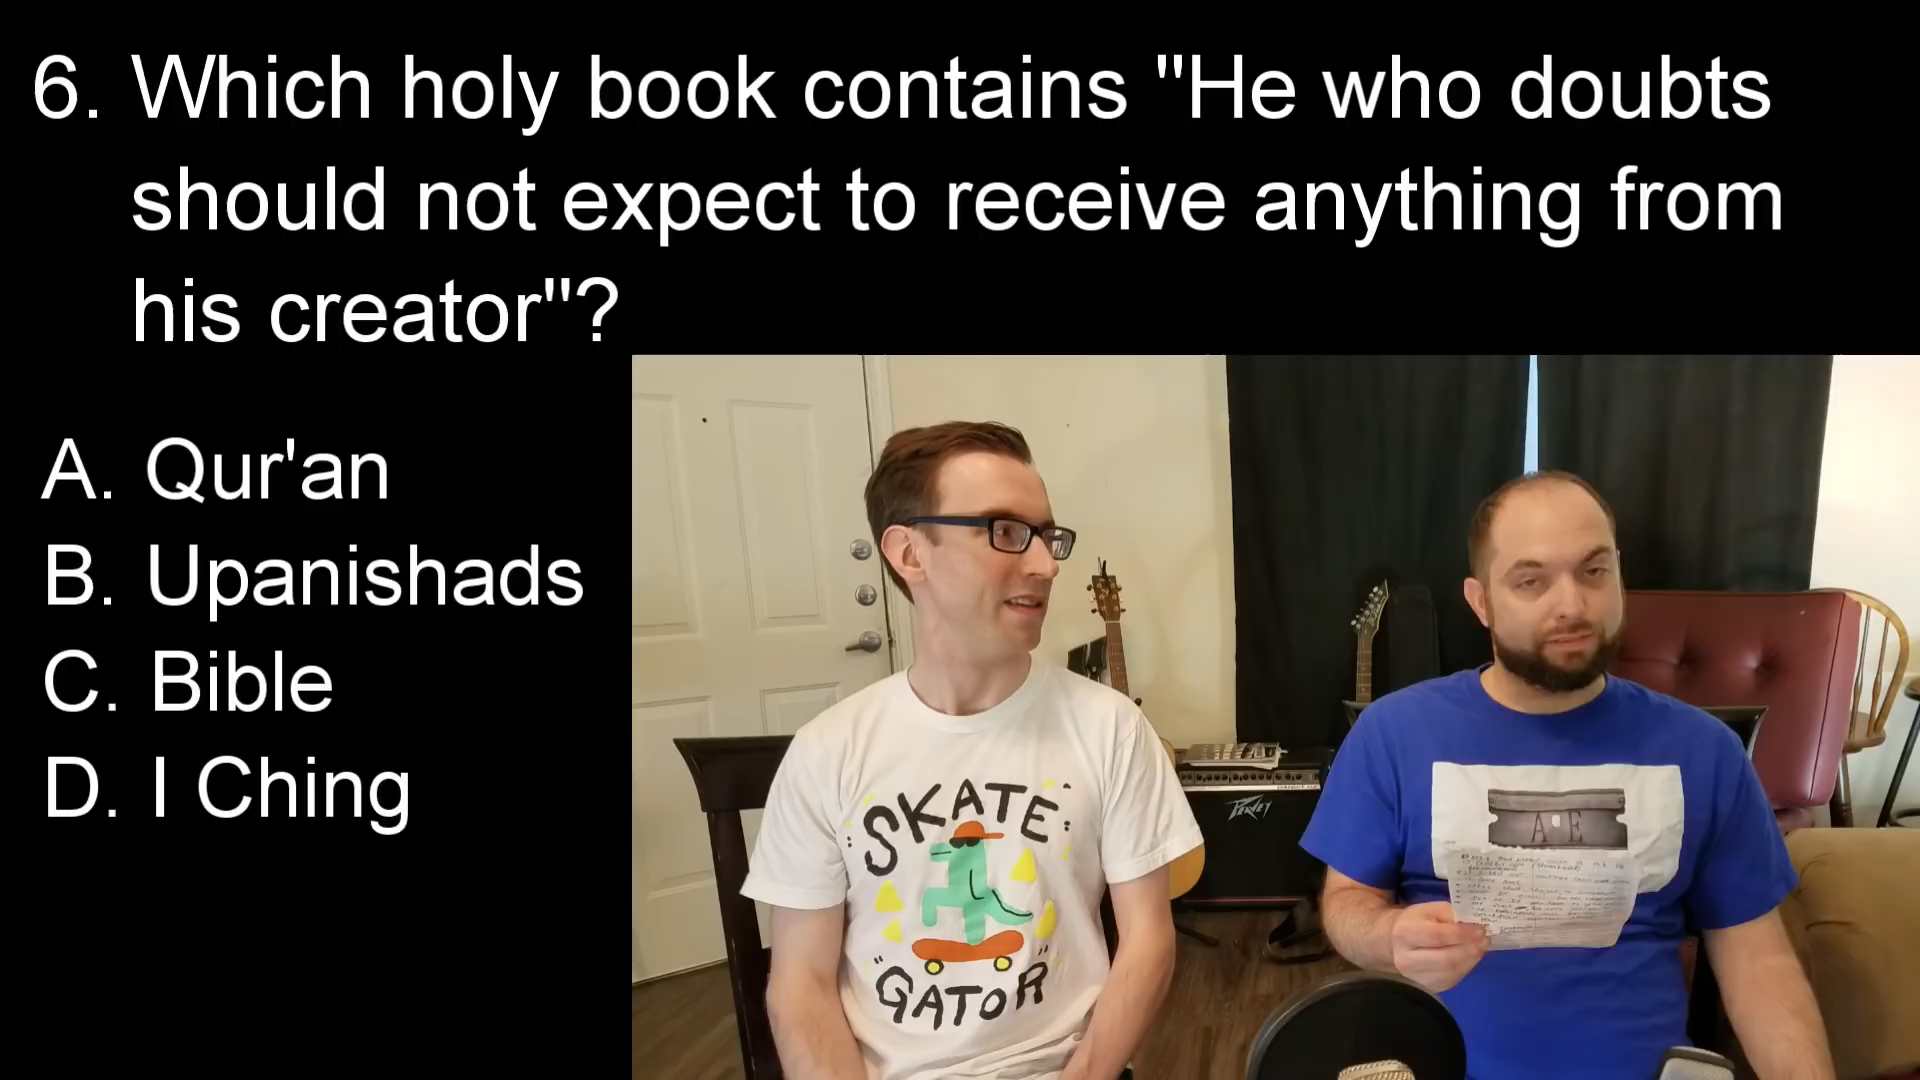 6. Which holy book contains "He who doubts
should not expect to receive anything from
his creator"?
A. Qur'an
B. Upanishads
C. Bible
D. I Ching
SKATE
"GATOR"
PEAVEY
A E